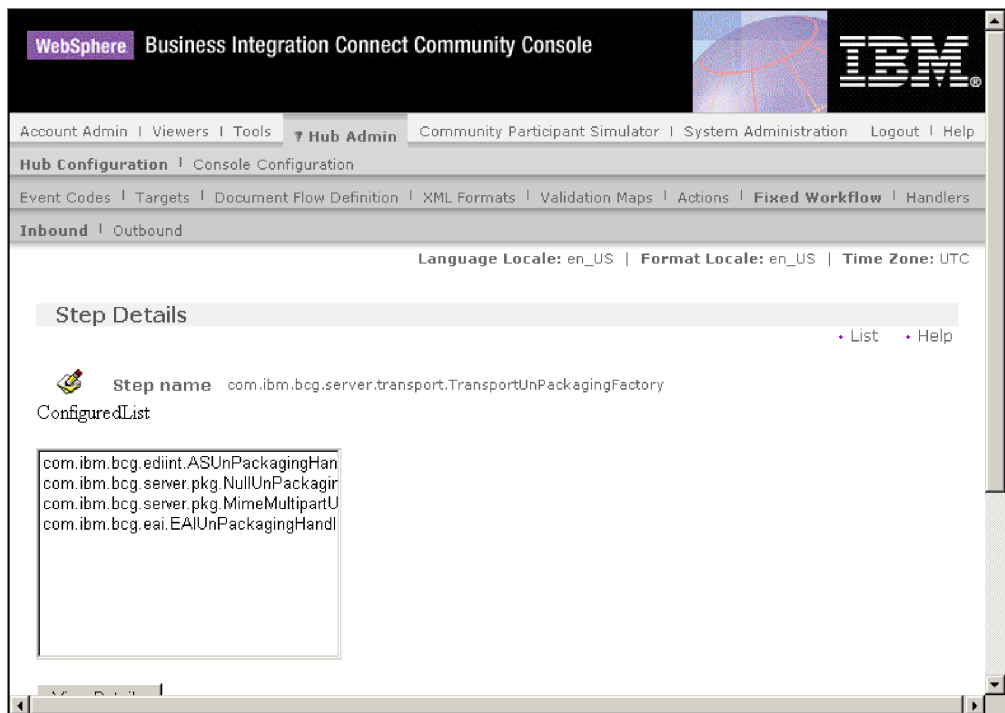 WebSphere Business Integration Connect Community Console
IBM®
Account Admin | Viewers | Tools Hub Admin Community Participant Simulator | System Administration Logout | Help
Hub Configuration | Console Configuration
Event Codes | Targets | Document Flow Definition | XML Formats | Validation Maps | Actions | Fixed Workflow | Handlers
Inbound | Outbound
Language Locale: en_US | Format Locale: en_US | Time Zone: UTC
Step Details
• List • Help
Step name com.ibm.bcg.server.transport.TransportUnPackagingFactory
ConfiguredList
com.ibm.bcg.ediint.ASUnPackagingHan
com.ibm.bcg.server.pkg.NullUnPackagin
com.ibm.bcg.server.pkg.MimeMultipartU
com.ibm.bcg.eai.EAIUnPackagingHandl